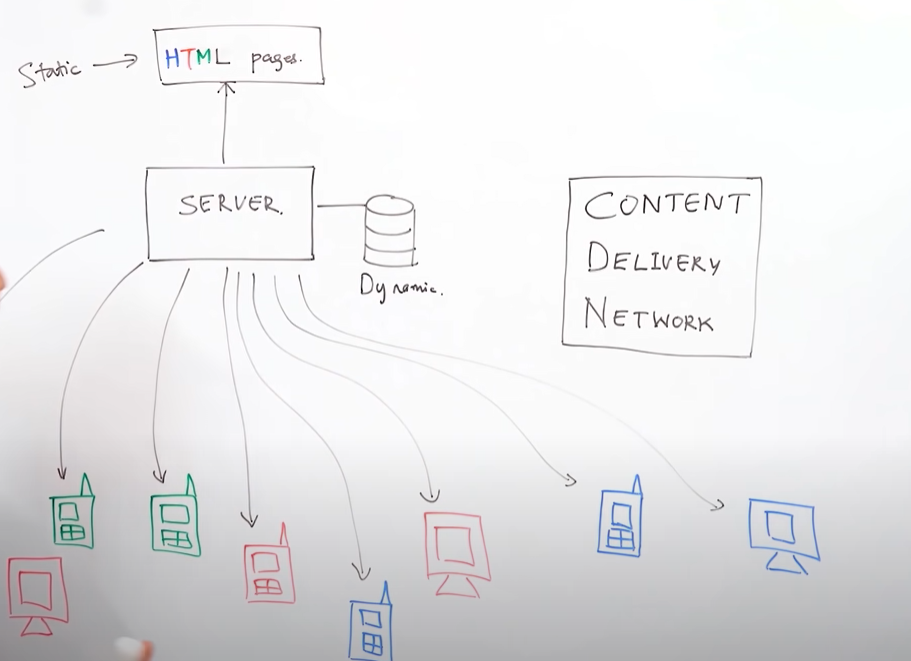 Static
HTML pages.
SERVER.
Dynamic.
CONTENT
DELIVERY
NETWORK